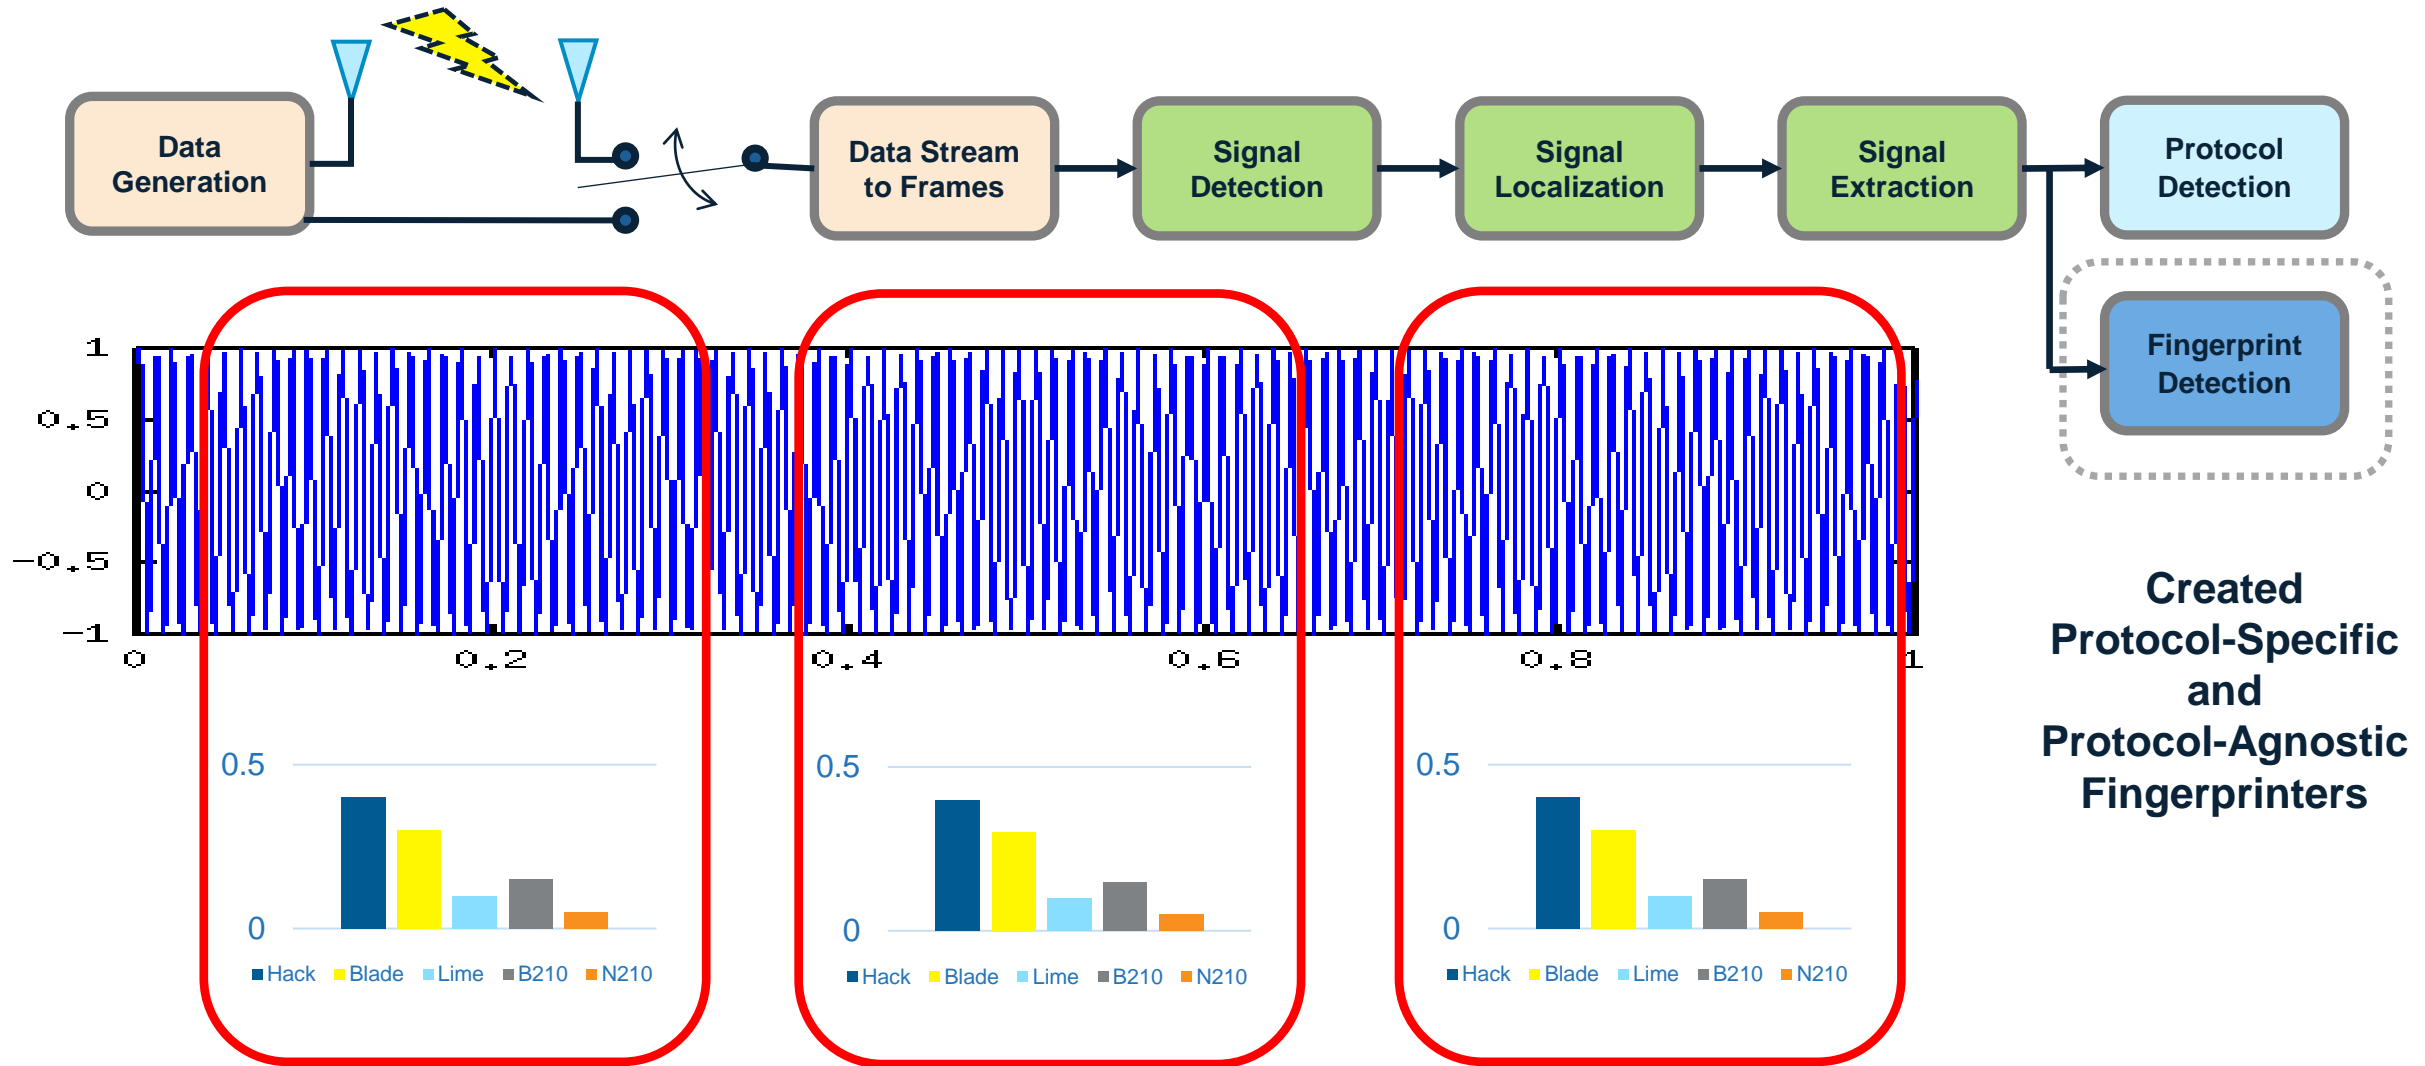 Data
Generation
Data Stream
to Frames
Signal
Detection
Signal
Localization
Signal
Extraction
Protocol
Detection
Fingerprint
Detection
1
0.5
0
-0.5
-1
0
0.2
0.4
0.6
0.8
1
Created
Protocol-Specific
and
Protocol-Agnostic
Fingerprinters
0.5
0
Hack Blade Lime B210 N210
0.5
0
Hack Blade Lime B210 N210
0.5
0
Hack Blade Lime B210 N210